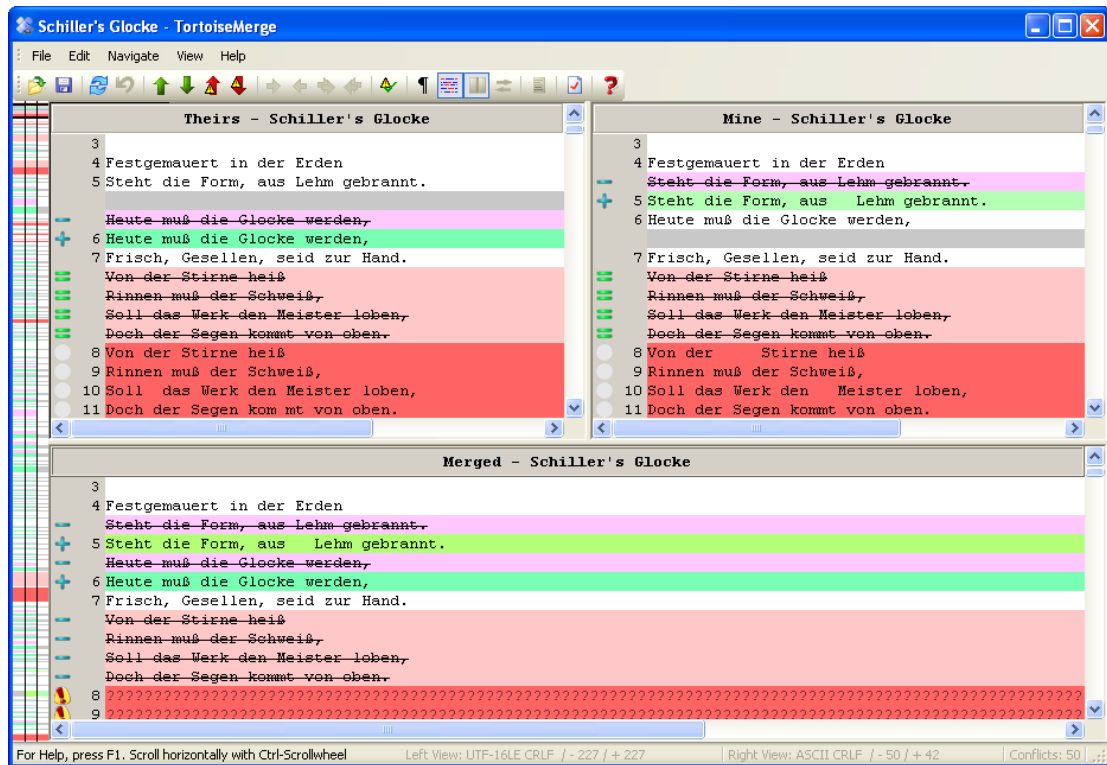 Schiller's Glocke - TortoiseMerge
File Edit Navigate View Help
Theirs - Schiller's Glocke
3
4 Festgemauert in der Erden
5 Steht die Form, aus Lehm gebrannt.
Heute muß die Glocke werden,
6 Heute muß die Glocke werden,
7 Frisch, Gesellen, seid zur Hand.
Von der Stirne heiß
Rinnen muß der Schweiß,
Soll das Werk den Meister loben,
Doch der Segen kommt von oben.
8 Von der Stirne heiß
9 Rinnen muß der Schweiß,
10 Soll  das Werk den Meister loben,
11 Doch der Segen kom mt von oben.
Mine - Schiller's Glocke
3
4 Festgemauert in der Erden
Steht die Form, aus Lehm gebrannt.
5 Steht die Form, aus   Lehm gebrannt.
6 Heute muß die Glocke werden,
7 Frisch, Gesellen, seid zur Hand.
Von der Stirne heiß
Rinnen muß der Schweiß,
Soll das Werk den Meister loben,
Doch der Segen kommt von oben.
8 Von der     Stirne heiß
9 Rinnen muß der Schweiß,
10 Soll das Werk den   Meister loben,
11 Doch der Segen kommt von oben.
Merged - Schiller's Glocke
3
4 Festgemauert in der Erden
Steht die Form, aus Lehm gebrannt.
5 Steht die Form, aus   Lehm gebrannt.
Heute muß die Glocke werden,
6 Heute muß die Glocke werden,
7 Frisch, Gesellen, seid zur Hand.
Von der Stirne heiß
Rinnen muß der Schweiß,
Soll das Werk den Meister loben,
Doch der Segen kommt von oben.
8 ????????????????????????????????????????????????????????????????????????????????????????????????????????
9 ????????????????????????????????????????????????????????????????????????????????????????????????????????
For Help, press F1. Scroll horizontally with Ctrl-Scrollwheel Left View: UTF-16LE CRLF / - 227 / + 227 Right View: ASCII CRLF / - 50 / + 42 Conflicts: 50